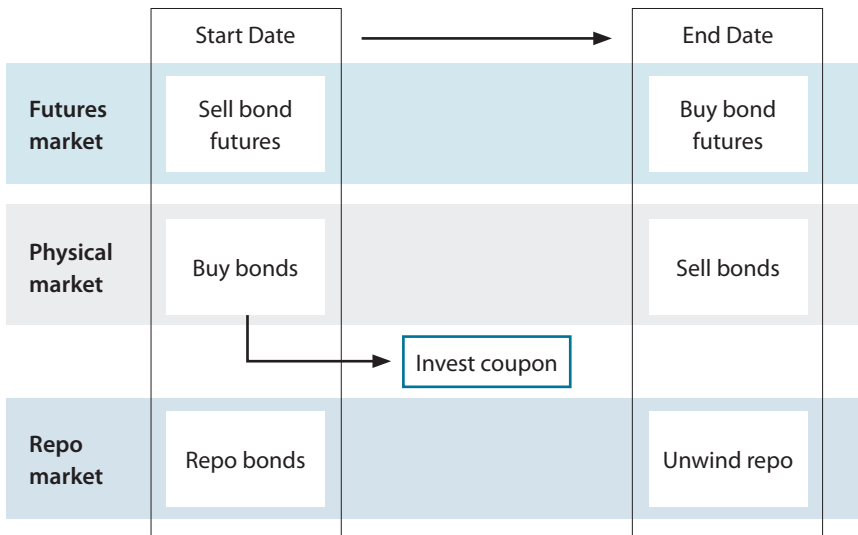 Start Date
End Date
Futures
market
Sell bond
futures
Buy bond
futures
Physical
market
Buy bonds
Sell bonds
Invest coupon
Repo
market
Repo bonds
Unwind repo